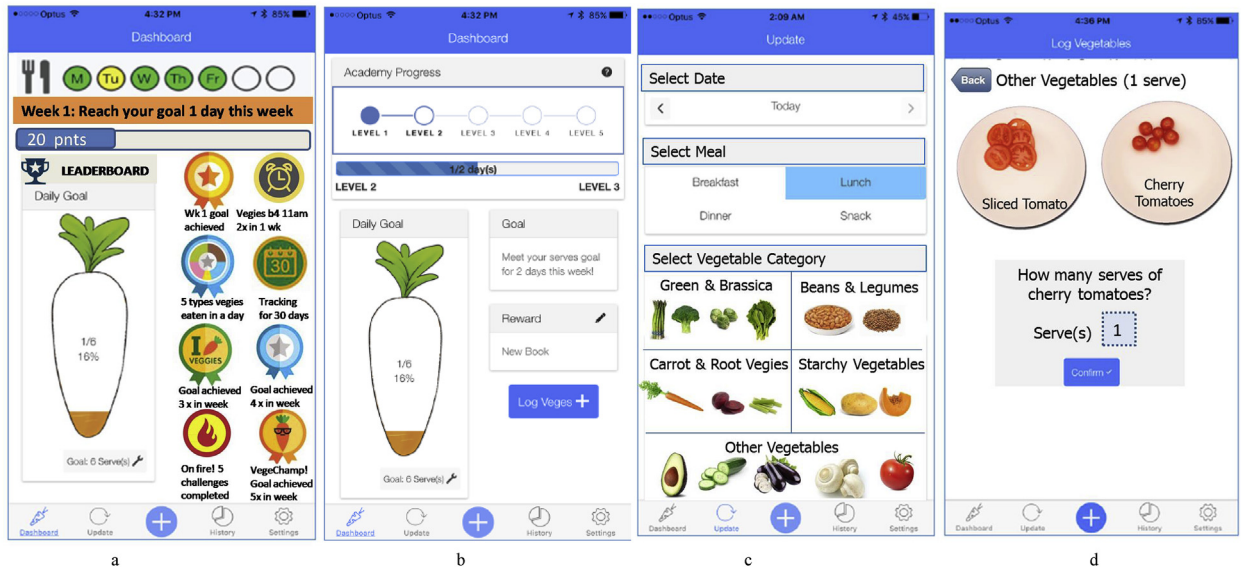 Optus 4:32 PM 85%
Dashboard
M Tu W Th Fr
Week 1: Reach your goal 1 day this week
20 pnts
LEADERBOARD
Daily Goal
1/6
16%
Goal: 6 Serve(s)
Wk 1 goal achieved
Vegies b4 11am 2x in 1 wk
5 types vegies eaten in a day
30
Tracking for 30 days
I VEGGIES
Goal achieved 3 x in week
Goal achieved 4 x in week
On fire! 5 challenges completed
VegeChamp! Goal achieved 5x in week
Dashboard Update + History Settings
a
Optus 4:32 PM 85%
Dashboard
Academy Progress ?
LEVEL 1 LEVEL 2 LEVEL 3 LEVEL 4 LEVEL 5
1/2 day(s)
LEVEL 2 LEVEL 3
Daily Goal
1/6
16%
Goal: 6 Serve(s)
Goal
Meet your serves goal
for 2 days this week!
Reward
New Book
Log Veges +
Dashboard Update + History Settings
b
Optus 2:09 AM 45%
Update
Select Date
< Today >
Select Meal
Breakfast Lunch
Dinner Snack
Select Vegetable Category
Green & Brassica Beans & Legumes
Carrot & Root Vegies Starchy Vegetables
Other Vegetables
Dashboard Update + History Settings
c
Optus 4:36 PM 85%
Log Vegetables
Back Other Vegetables (1 serve)
Sliced Tomato
Cherry
Tomatoes
How many serves of
cherry tomatoes?
Serve(s) 1
Confirm ✓
Dashboard Update + History Settings
d